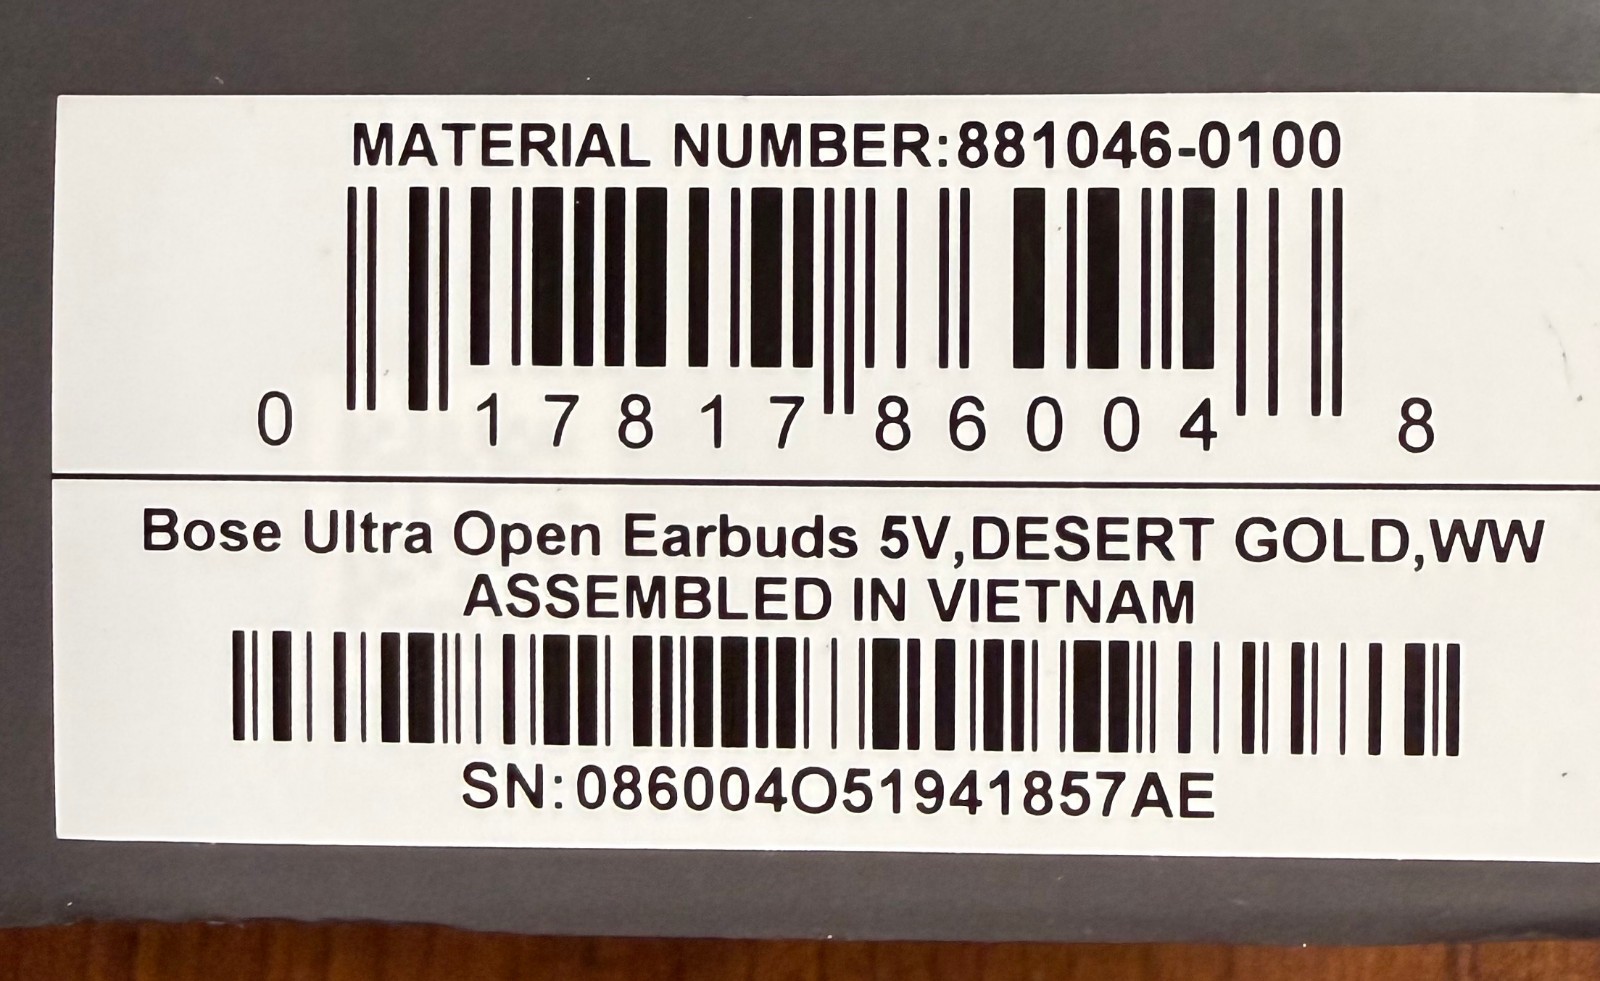 MATERIAL NUMBER:881046-0100
0 17817 86004 8
Bose Ultra Open Earbuds 5V,DESERT GOLD,WW
ASSEMBLED IN VIETNAM
SN:086004O51941857AE